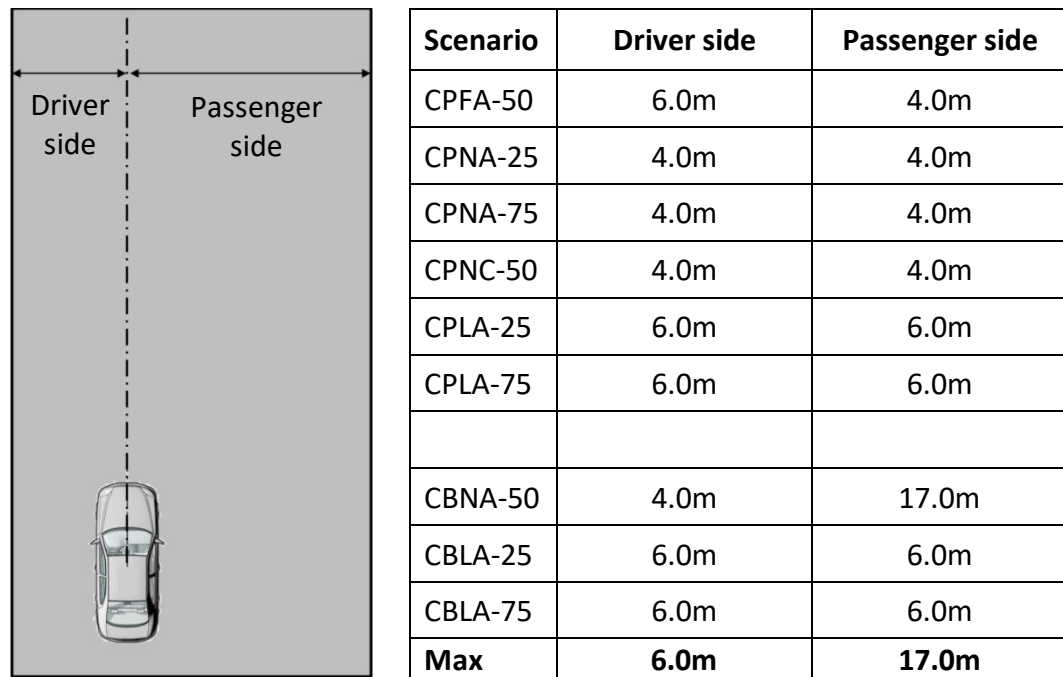 Driver
side
Passenger
side
Scenario Driver side Passenger side
CPFA-50 6.0m 4.0m
CPNA-25 4.0m 4.0m
CPNA-75 4.0m 4.0m
CPNC-50 4.0m 4.0m
CPLA-25 6.0m 6.0m
CPLA-75 6.0m 6.0m
CBNA-50 4.0m 17.0m
CBLA-25 6.0m 6.0m
CBLA-75 6.0m 6.0m
Max 6.0m 17.0m